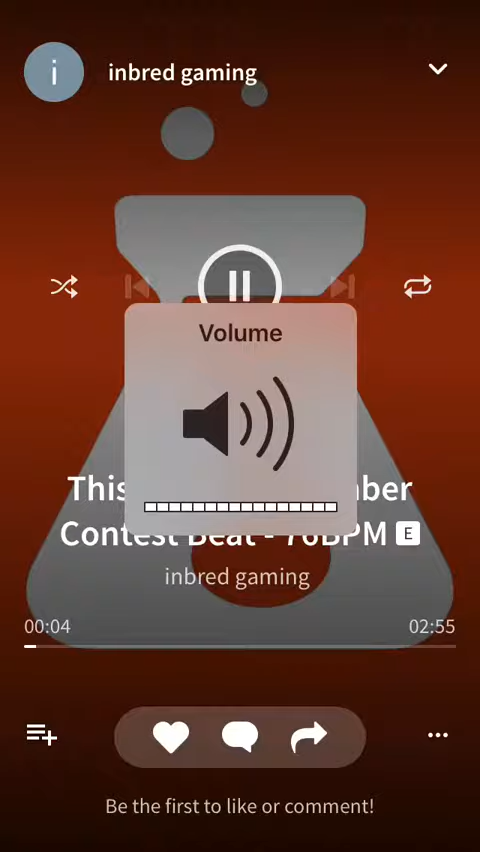 i
inbred gaming
Volume
This
Contest Beat - 76BPM E
inbred gaming
00:04
02:55
Be the first to like or comment!